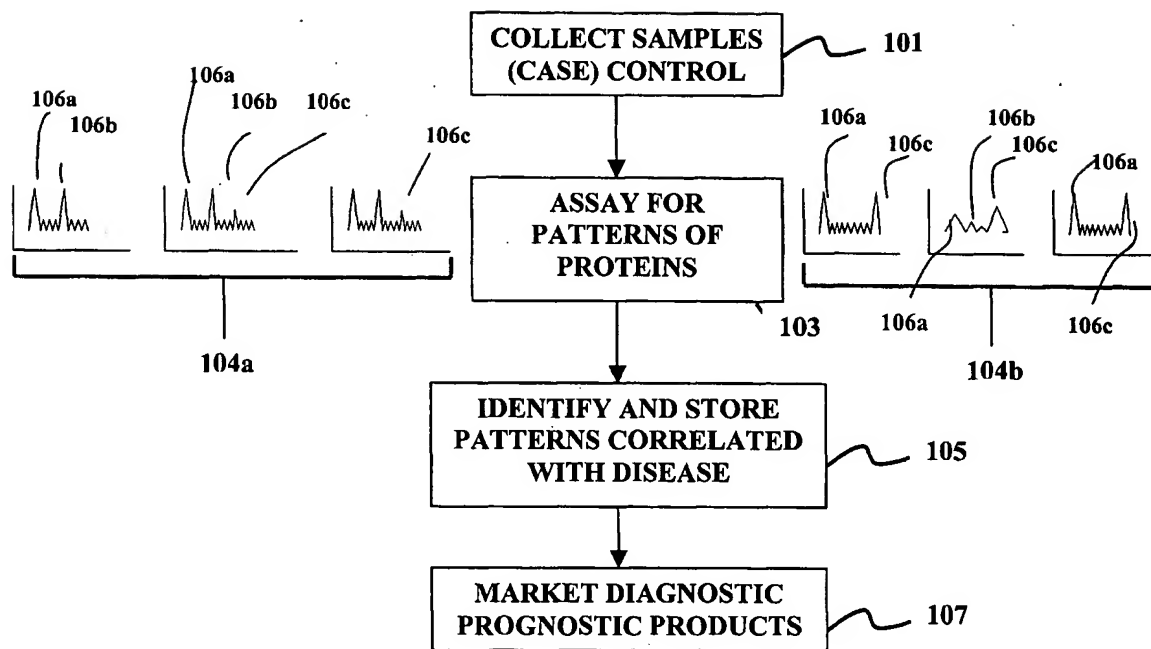 COLLECT SAMPLES
(CASE) CONTROL
101
106a
106b
106a
106b
106c
106c
106a
106c
106b
106c
106a
ASSAY FOR
PATTERNS OF
PROTEINS
103
104a
106a
106c
104b
IDENTIFY AND STORE
PATTERNS CORRELATED
WITH DISEASE
105
MARKET DIAGNOSTIC
PROGNOSTIC PRODUCTS
107